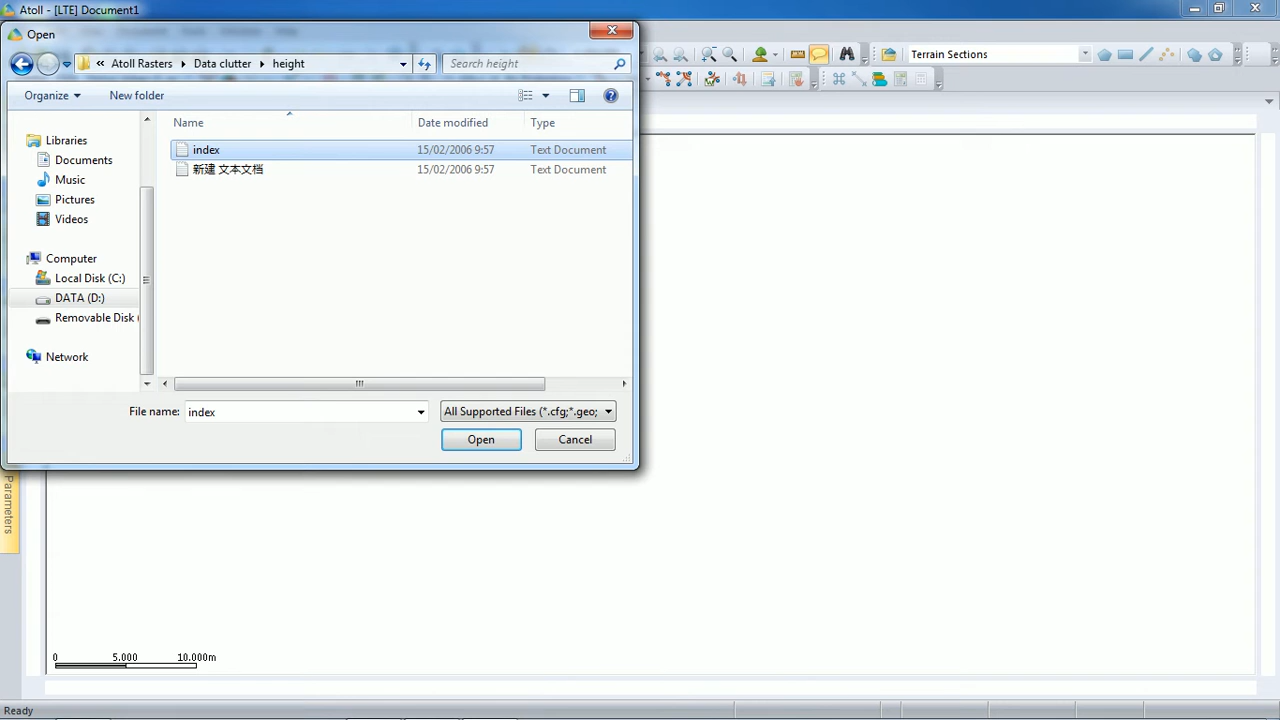 Atoll - [LTE] Document1
Open
« Atoll Rasters Data clutter height
Search height
Organize New folder
Terrain Sections
Name Date modified Type
Libraries
Documents
Music
Pictures
Videos
Computer
Local Disk (C:)
DATA (D:)
Removable Disk (
Network
index 15/02/2006 9:57 Text Document
新建 文本文档 15/02/2006 9:57 Text Document
File name: index All Supported Files (*.cfg;*.geo;
Open Cancel
Parameters
0 5.000 10.000m
Ready